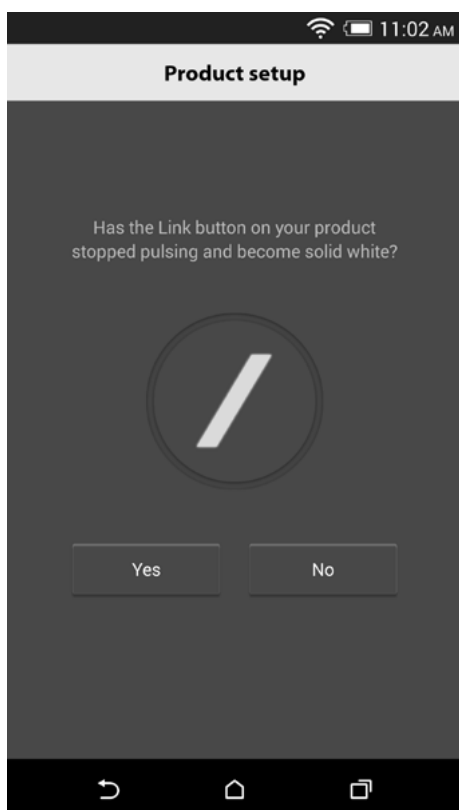 11:02 AM
Product setup
Has the Link button on your product
stopped pulsing and become solid white?
Yes
No